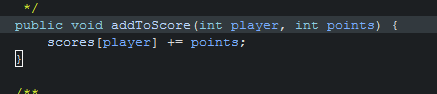 */
public void addToScore(int player, int points) {
scores[player] += points;
}
/**